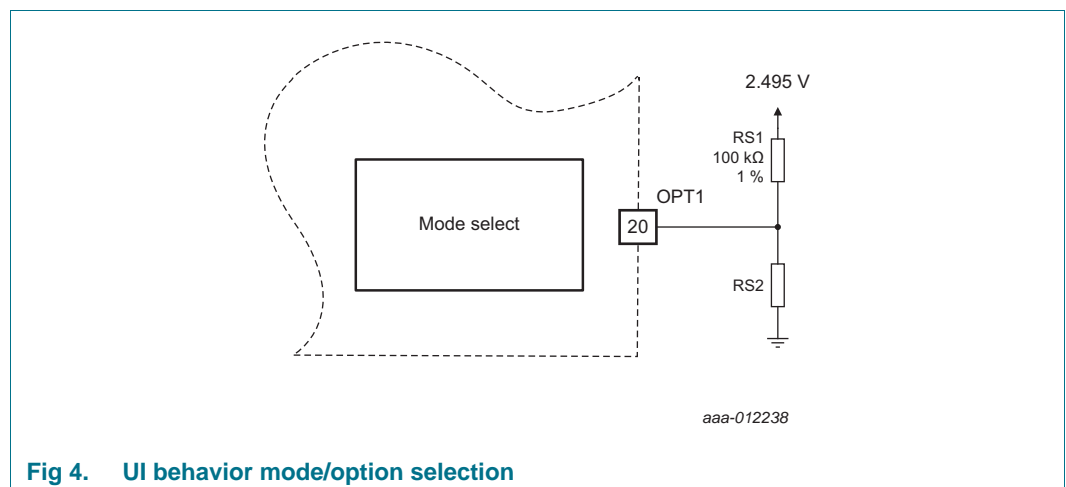 2.495 V
RS1
100 kΩ
1 %
OPT1
Mode select
20
RS2
aaa-012238
Fig 4. UI behavior mode/option selection